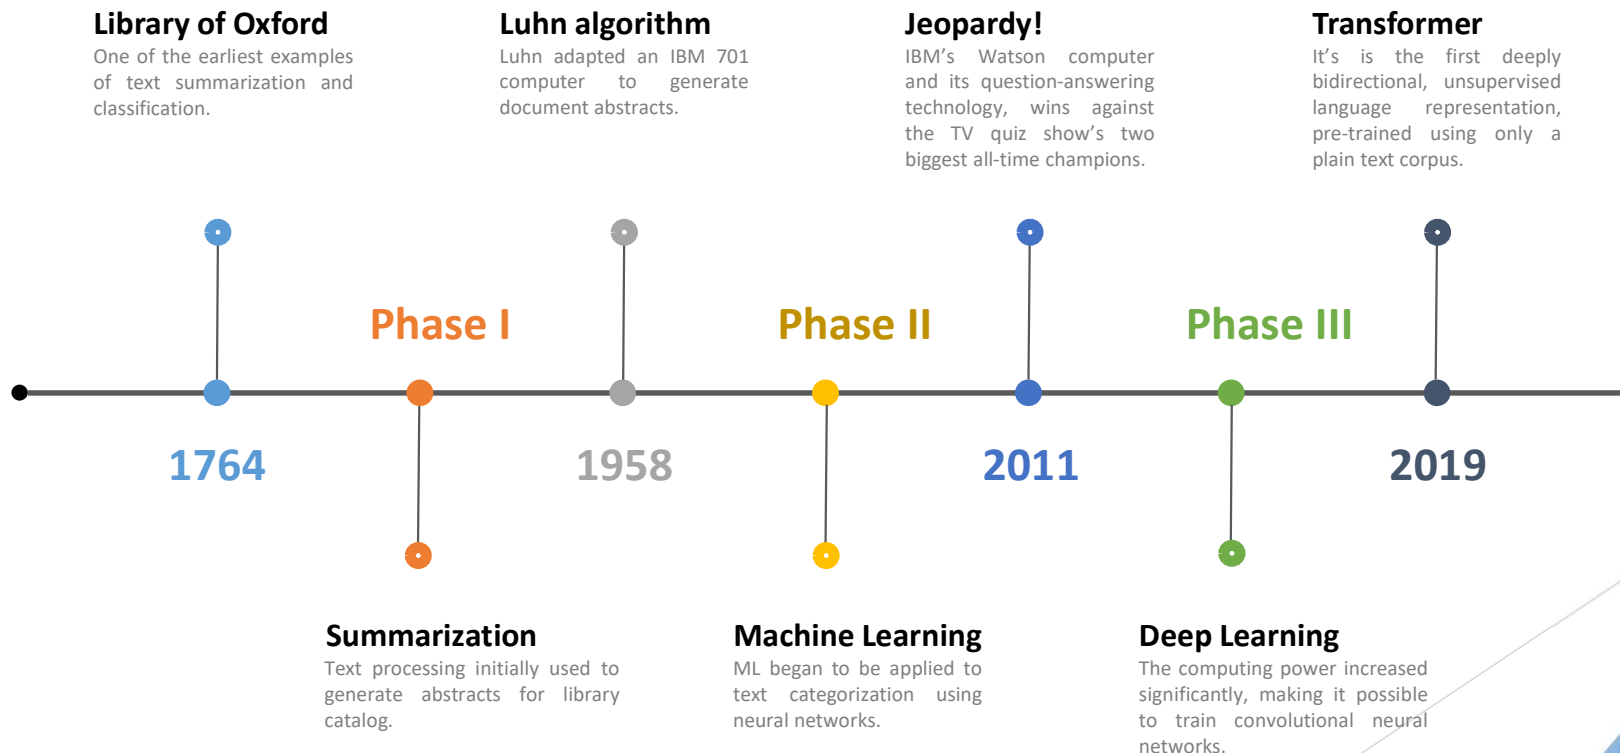 Library of Oxford
One of the earliest examples
of text summarization and
classification.
Luhn algorithm
Luhn adapted an IBM 701
computer to generate
document abstracts.
Jeopardy!
IBM’s Watson computer
and its question-answering
technology, wins against
the TV quiz show’s two
biggest all-time champions.
Transformer
It’s is the first deeply
bidirectional, unsupervised
language representation,
pre-trained using only a
plain text corpus.
Phase I
Phase II
Phase III
1764
1958
2011
2019
Summarization
Text processing initially used to
generate abstracts for library
catalog.
Machine Learning
ML began to be applied to
text categorization using
neural networks.
Deep Learning
The computing power increased
significantly, making it possible
to train convolutional neural
networks.